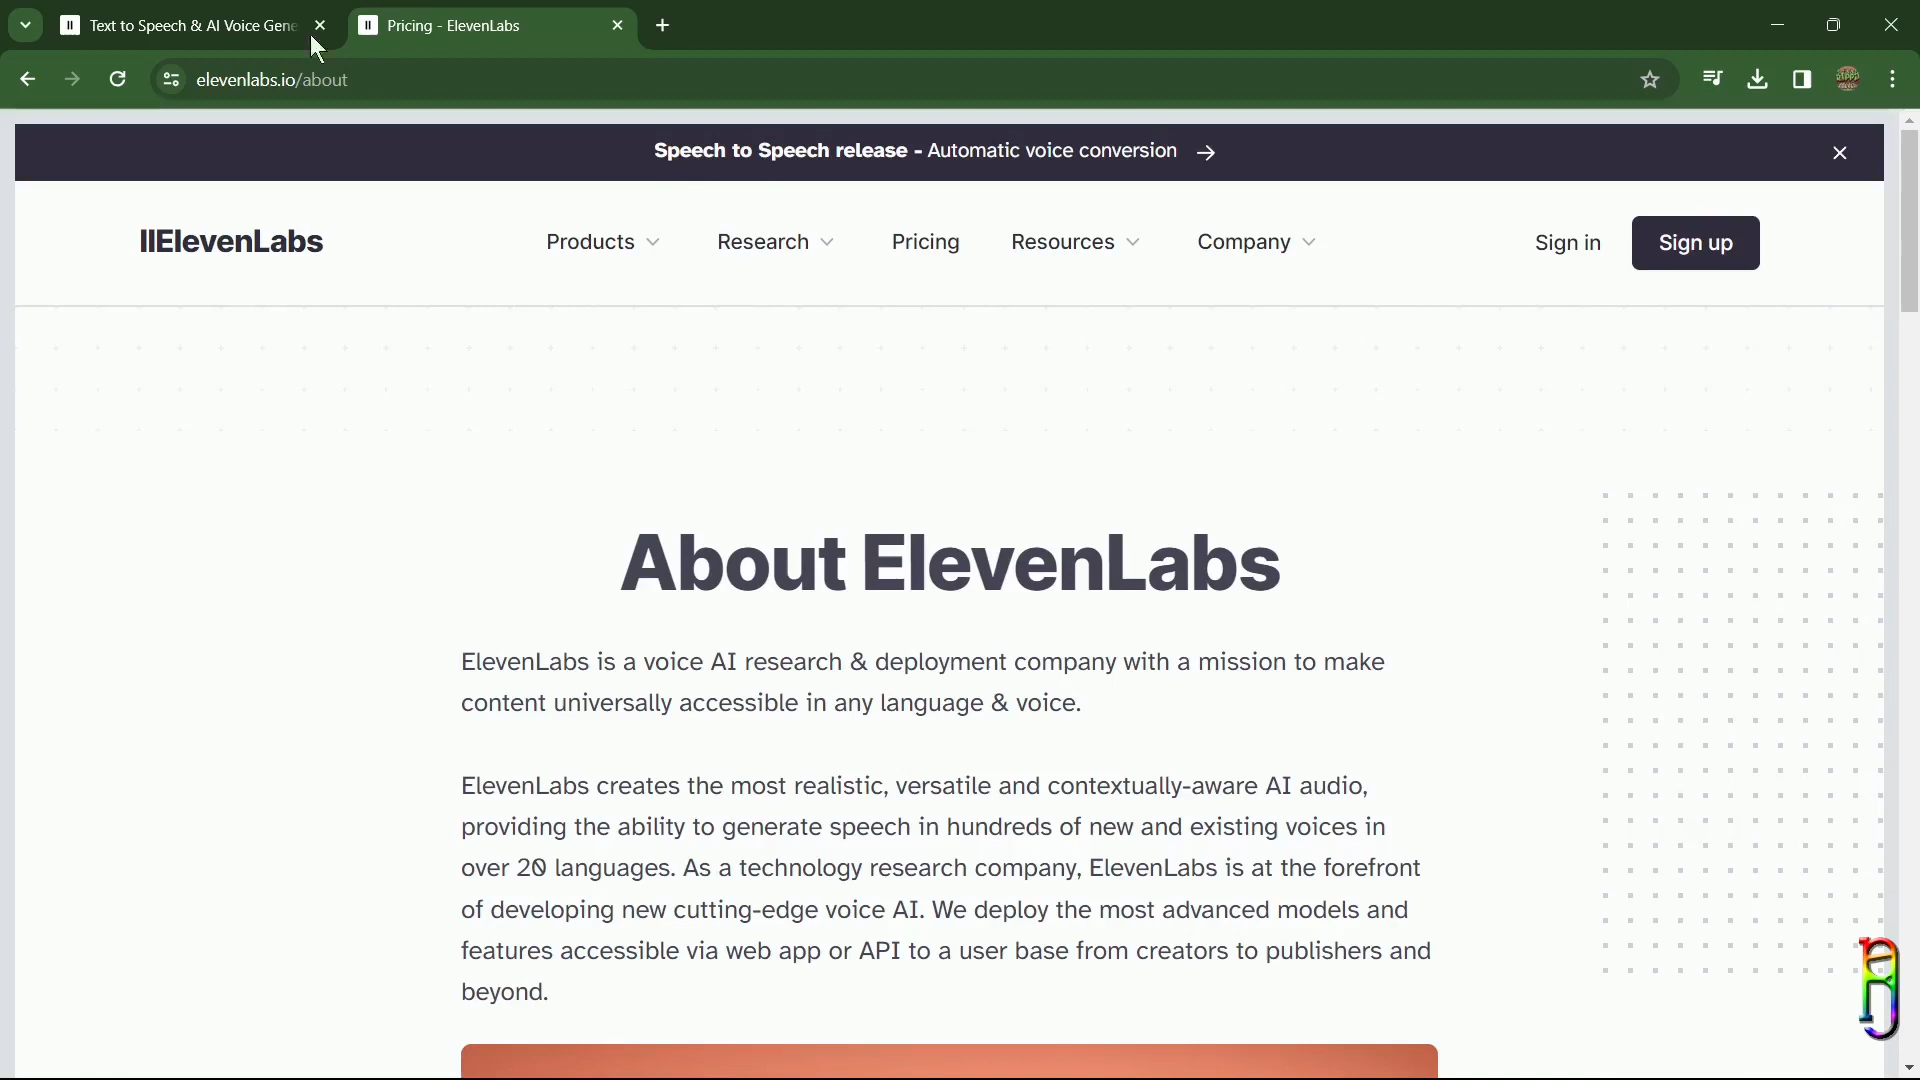 Text to Speech & AI Voice Gene
Pricing - ElevenLabs
elevenlabs.io/about
Speech to Speech release - Automatic voice conversion →
IIElevenLabs
Products
Research
Pricing
Resources
Company
Sign in
Sign up
About ElevenLabs
ElevenLabs is a voice AI research & deployment company with a mission to make
content universally accessible in any language & voice.
ElevenLabs creates the most realistic, versatile and contextually-aware AI audio,
providing the ability to generate speech in hundreds of new and existing voices in
over 20 languages. As a technology research company, ElevenLabs is at the forefront
of developing new cutting-edge voice AI. We deploy the most advanced models and
features accessible via web app or API to a user base from creators to publishers and
beyond.